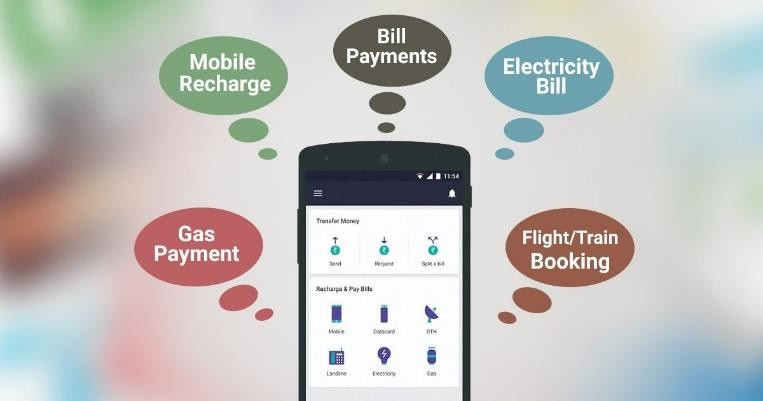 Bill
Payments
Mobile
Recharge
Electricity
Bill
Gas
Payment
Flight/Train
Booking
11:54
Transfer Money
Send
Request
Split a bill
Recharge & Pay Bills
Mobile
Datacard
DTH
Landline
Electricity
Gas